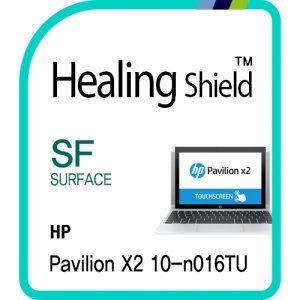 Healing Shield™
SF
SURFACE
hp Pavilion x2
TOUCHSCREEN
HP
Pavilion X2 10-n016TU